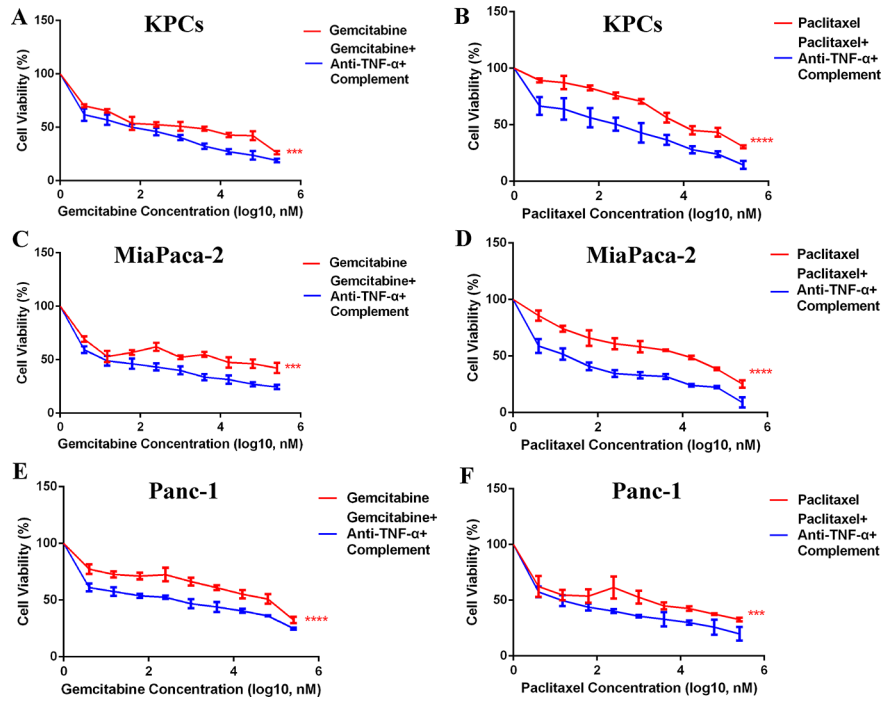 A
KPCs
Gemcitabine
Gemcitabine+
Anti-TNF-α+
Complement
Cell Viability (%)
150
100
50
0
***
0
2
4
6
Gemcitabine Concentration (log10, nM)
B
KPCs
Paclitaxel
Paclitaxel+
Anti-TNF-α+
Complement
Cell Viability (%)
150
100
50
0
****
0
2
4
6
Paclitaxel Concentration (log10, nM)
C
MiaPaca-2
Gemcitabine
Gemcitabine+
Anti-TNF-α+
Complement
Cell Viability (%)
150
100
50
0
***
0
2
4
6
Gemcitabine Concentration (log10, nM)
D
MiaPaca-2
Paclitaxel
Paclitaxel+
Anti-TNF-α+
Complement
Cell Viability (%)
150
100
50
0
****
0
2
4
6
Paclitaxel Concentration (log10, nM)
E
Panc-1
Gemcitabine
Gemcitabine+
Anti-TNF-α+
Complement
Cell Viability (%)
150
100
50
0
****
0
2
4
6
Gemcitabine Concentration (log10, nM)
F
Panc-1
Paclitaxel
Paclitaxel+
Anti-TNF-α+
Complement
Cell Viability (%)
150
100
50
0
***
0
2
4
6
Paclitaxel Concentration (log10, nM)